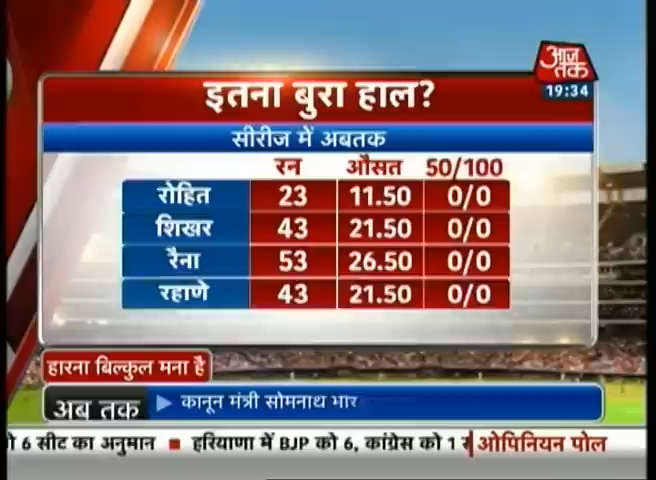 आज तक
19:34
इतना बुरा हाल?
सीरीज में अबतक
रन औसत 50/100
रोहित 23 11.50 0/0
शिखर 43 21.50 0/0
रैना 53 26.50 0/0
रहाणे 43 21.50 0/0
हारना बिल्कुल मना है
अब तक ▶ कानून मंत्री सोमनाथ भार
6 सीट का अनुमान ■ हरियाणा में BJP को 6, कांग्रेस को 1 ओपिनियन पोल